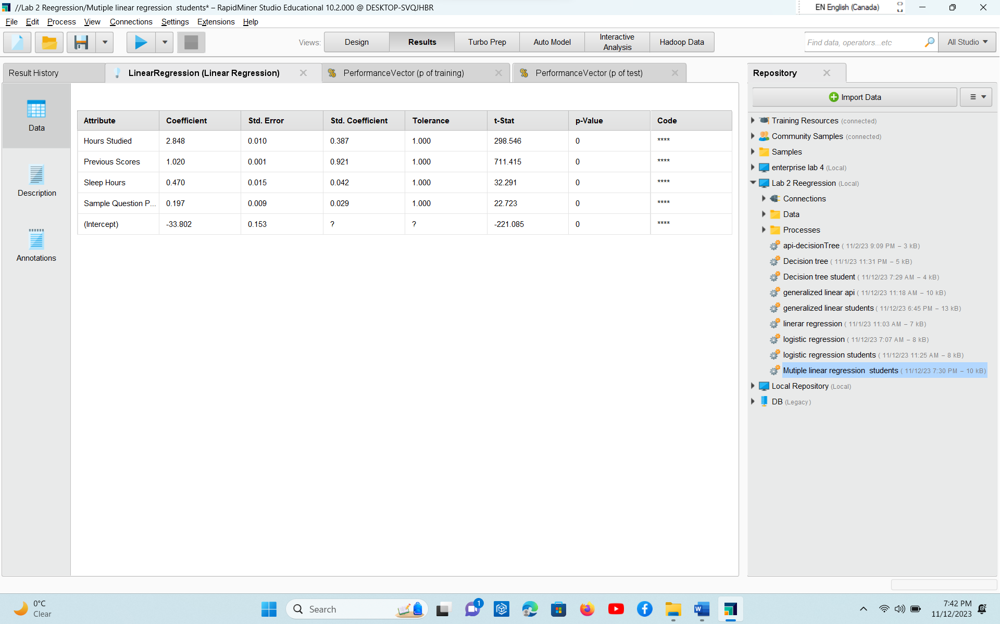 //Lab 2 Reegression/Mutiple linear regression  students* – RapidMiner Studio Educational 10.2.000 @ DESKTOP-SVQJHBR
EN English (Canada)
File Edit Process View Connections Settings Extensions Help
Views: Design Results Turbo Prep Auto Model Interactive Analysis Hadoop Data
Find data, operators...etc
All Studio
Result History
LinearRegression (Linear Regression)
PerformanceVector (p of training)
PerformanceVector (p of test)
Data
Description
Annotations
Attribute Coefficient Std. Error Std. Coefficient Tolerance t-Stat p-Value Code
Hours Studied 2.848 0.010 0.387 1.000 298.546 0 ****
Previous Scores 1.020 0.001 0.921 1.000 711.415 0 ****
Sleep Hours 0.470 0.015 0.042 1.000 32.291 0 ****
Sample Question P... 0.197 0.009 0.029 1.000 22.723 0 ****
(Intercept) -33.802 0.153 ? ? -221.085 0 ****
Repository
Import Data
Training Resources (connected)
Community Samples (connected)
Samples
enterprise lab 4 (Local)
Lab 2 Reegression (Local)
Connections
Data
Processes
api-decisionTree ( 11/2/23 9:09 PM – 3 kB)
Decision tree ( 11/1/23 11:31 PM – 5 kB)
Decision tree student ( 11/12/23 7:29 AM – 4 kB)
generalized linear api ( 11/12/23 11:18 AM – 10 kB)
generalized linear students ( 11/12/23 6:45 PM – 13 kB)
linerar regression ( 11/1/23 11:03 AM – 7 kB)
logistic regression ( 11/12/23 7:07 AM – 8 kB)
logistic regression students ( 11/12/23 11:25 AM – 8 kB)
Mutiple linear regression  students ( 11/12/23 7:30 PM – 10 kB)
Local Repository (Local)
DB (Legacy)
0°C
Clear
Search
1
7:42 PM
11/12/2023